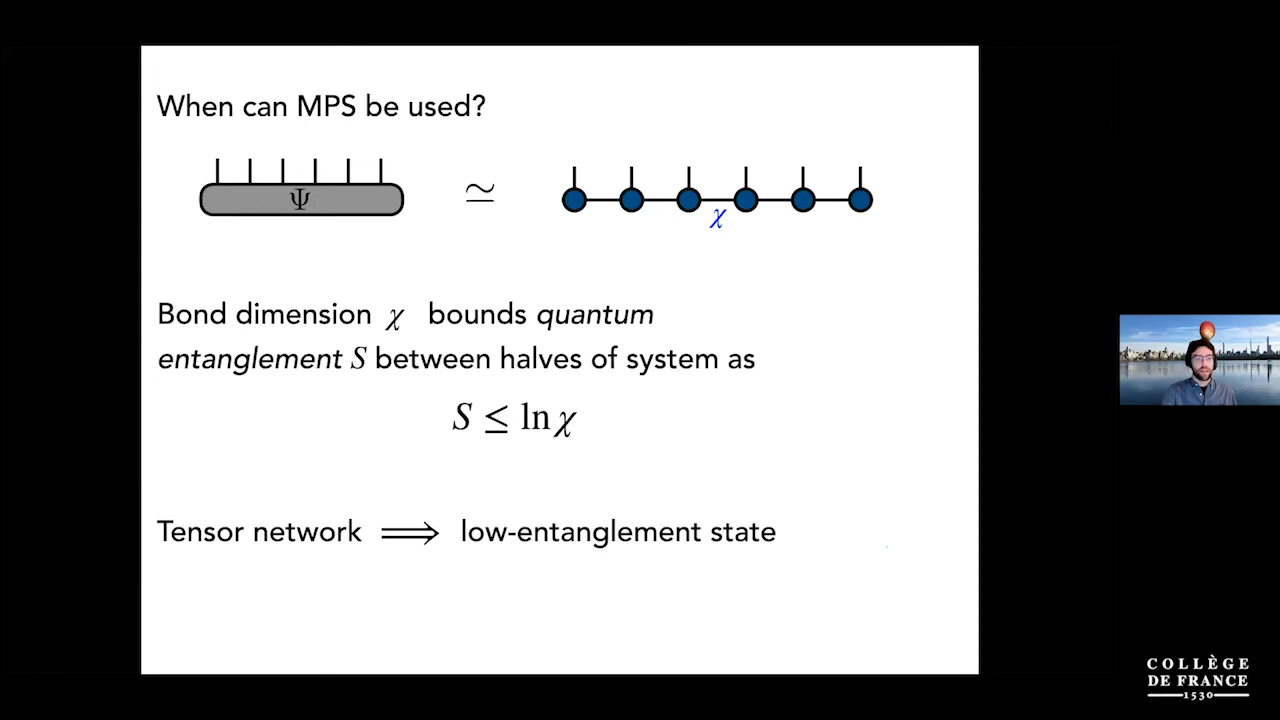 When can MPS be used?
Ψ
≃
χ
Bond dimension χ bounds quantum
entanglement S between halves of system as
S ≤ ln χ
Tensor network ⟹ low-entanglement state
COLLÈGE
DE FRANCE
1530